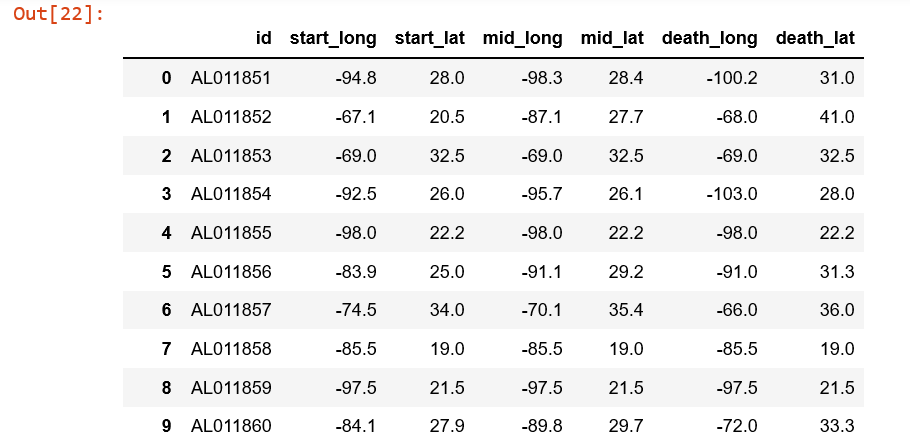 Out[22]:
id start_long start_lat mid_long mid_lat death_long death_lat
0 AL011851 -94.8 28.0 -98.3 28.4 -100.2 31.0
1 AL011852 -67.1 20.5 -87.1 27.7 -68.0 41.0
2 AL011853 -69.0 32.5 -69.0 32.5 -69.0 32.5
3 AL011854 -92.5 26.0 -95.7 26.1 -103.0 28.0
4 AL011855 -98.0 22.2 -98.0 22.2 -98.0 22.2
5 AL011856 -83.9 25.0 -91.1 29.2 -91.0 31.3
6 AL011857 -74.5 34.0 -70.1 35.4 -66.0 36.0
7 AL011858 -85.5 19.0 -85.5 19.0 -85.5 19.0
8 AL011859 -97.5 21.5 -97.5 21.5 -97.5 21.5
9 AL011860 -84.1 27.9 -89.8 29.7 -72.0 33.3